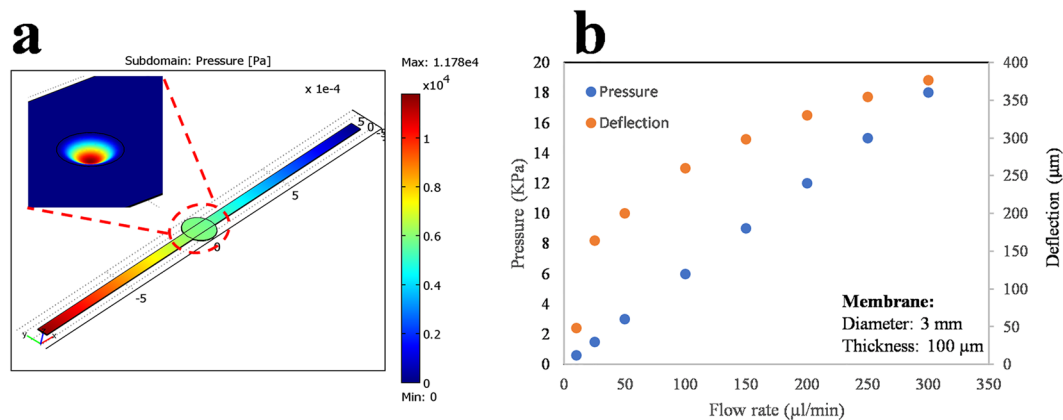 a
Subdomain: Pressure [Pa]
Max: 1.178e4
×10⁴
x 1e-4
5
0
5
0
-5
y
x
1
0.8
0.6
0.4
0.2
0
Min: 0
b
Pressure (KPa)
20
18
16
14
12
10
8
6
4
2
0
Pressure
Deflection
400
350
300
250
200
150
100
50
0
Deflection (µm)
Membrane:
Diameter: 3 mm
Thickness: 100 µm
0 50 100 150 200 250 300 350
Flow rate (µl/min)